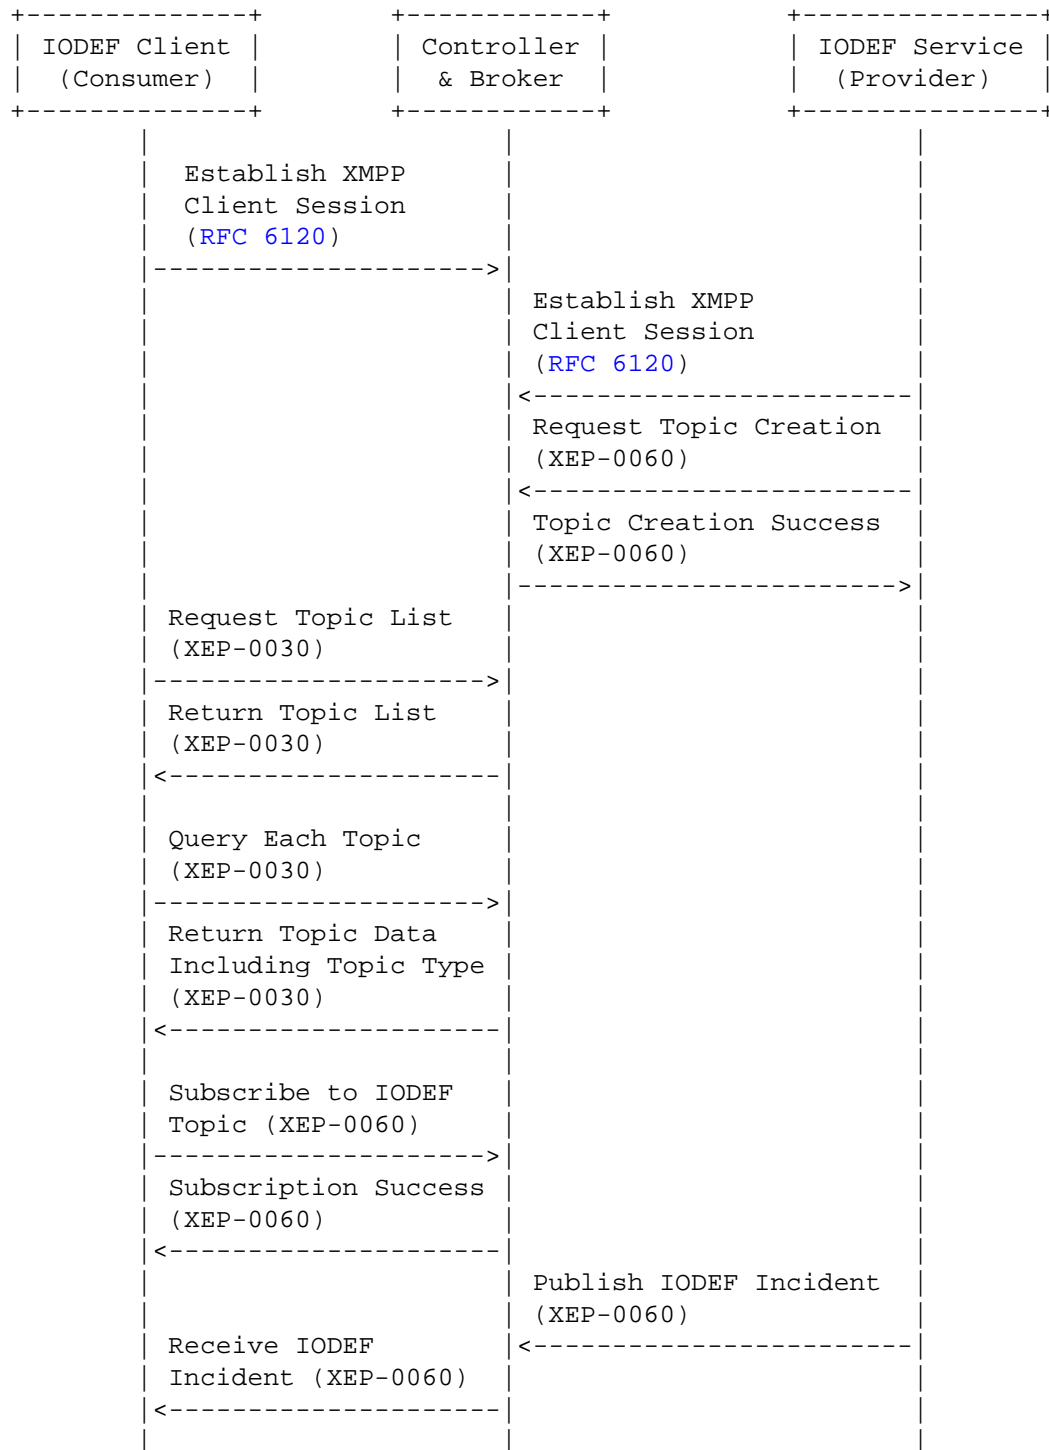 IODEF Client Controller IODEF Service
(Consumer) & Broker (Provider)
Establish XMPP
Client Session
(RFC 6120)
Establish XMPP
Client Session
(RFC 6120)
Request Topic Creation
(XEP-0060)
Topic Creation Success
(XEP-0060)
Request Topic List
(XEP-0030)
Return Topic List
(XEP-0030)
Query Each Topic
(XEP-0030)
Return Topic Data
Including Topic Type
(XEP-0030)
Subscribe to IODEF
Topic (XEP-0060)
Subscription Success
(XEP-0060)
Publish IODEF Incident
(XEP-0060)
Receive IODEF
Incident (XEP-0060)